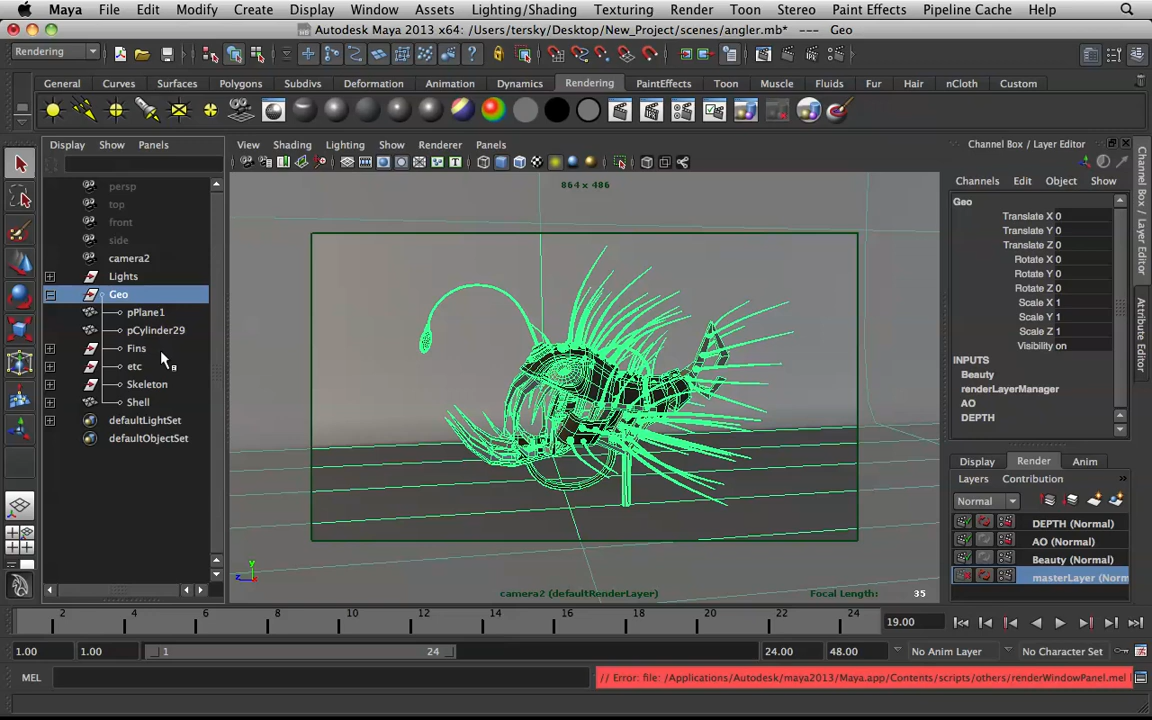 Maya File Edit Modify Create Display Window Assets Lighting/Shading Texturing Render Toon Stereo Paint Effects Pipeline Cache Help
Autodesk Maya 2013 x64: /Users/tersky/Desktop/New_Project/scenes/angler.mb* --- Geo
Rendering
General Curves Surfaces Polygons Subdivs Deformation Animation Dynamics Rendering PaintEffects Toon Muscle Fluids Fur Hair nCloth Custom
Display Show Panels
View Shading Lighting Show Renderer Panels
Channel Box / Layer Editor
864 x 486
Channels Edit Object Show
persp
top
front
side
camera2
Lights
Geo
pPlane1
pCylinder29
Fins
etc
Skeleton
Shell
defaultLightSet
defaultObjectSet
Geo
Translate X 0
Translate Y 0
Translate Z 0
Rotate X 0
Rotate Y 0
Rotate Z 0
Scale X 1
Scale Y 1
Scale Z 1
Visibility on
INPUTS
Beauty
renderLayerManager
AO
DEPTH
Channel Box / Layer Editor
Attribute Editor
Display Render Anim
Layers Contribution
Normal
DEPTH (Normal)
AO (Normal)
Beauty (Normal)
masterLayer (Norm
y
z
camera2 (defaultRenderLayer)
Focal Length: 35
2 4 6 8 10 12 14 16 18 20 22 24
19.00
1.00 1.00 1 24 24.00 48.00 No Anim Layer No Character Set
MEL
// Error: file: /Applications/Autodesk/maya2013/Maya.app/Contents/scripts/others/renderWindowPanel.mel l